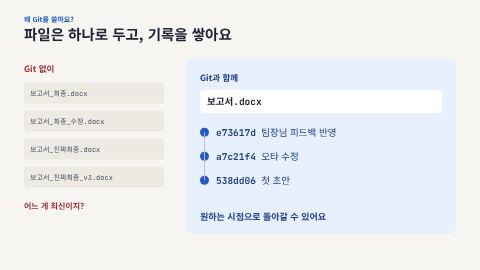 왜 Git을 쓸까요?
파일은 하나로 두고, 기록을 쌓아요
Git 없이
보고서_최종.docx
보고서_최종_수정.docx
보고서_진짜최종.docx
보고서_진짜최종_v3.docx
어느 게 최신이지?
Git과 함께
보고서.docx
e73617d 팀장님 피드백 반영
a7c21f4 오타 수정
538dd06 첫 초안
원하는 시점으로 돌아갈 수 있어요